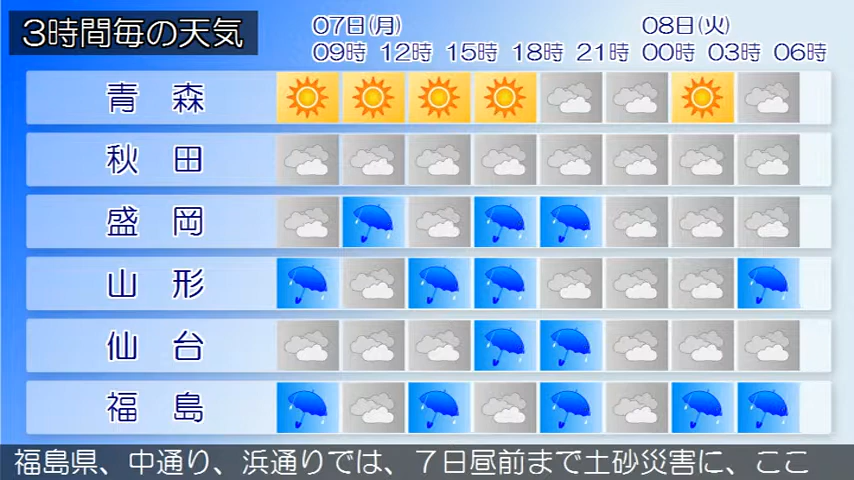 3時間毎の天気
07日(月) 08日(火)
09時 12時 15時 18時 21時 00時 03時 06時
青森
秋田
盛岡
山形
仙台
福島
福島県、中通り、浜通りでは、７日昼前まで土砂災害に、ここ